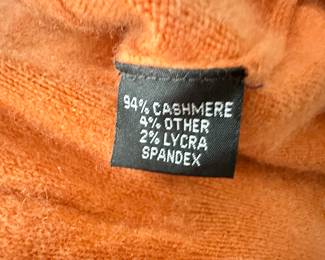 94% CASHMERE
4% OTHER
2% LYCRA
SPANDEX